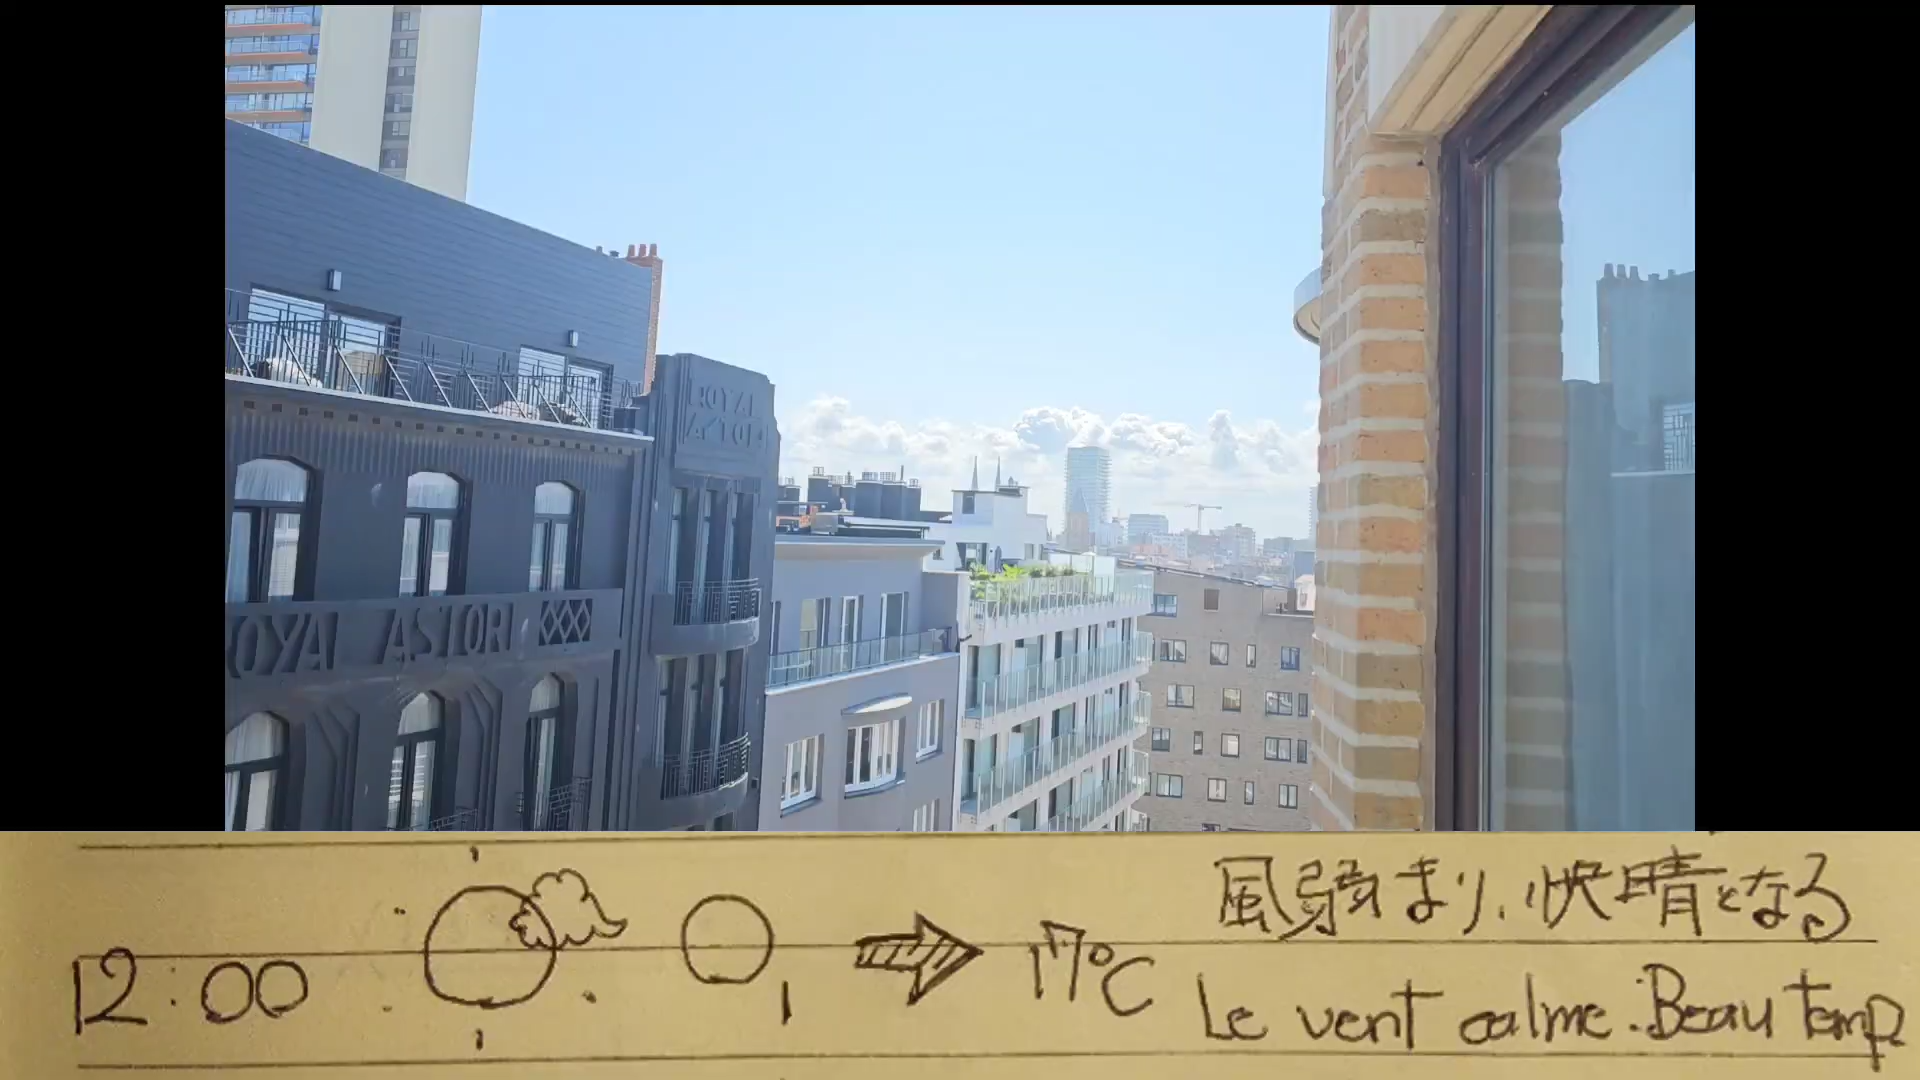 ROYAL
ASTOR
ROYAL ASTORI
12:00
17°C
風弱まり、快晴となる
Le vent calme. Beau temp